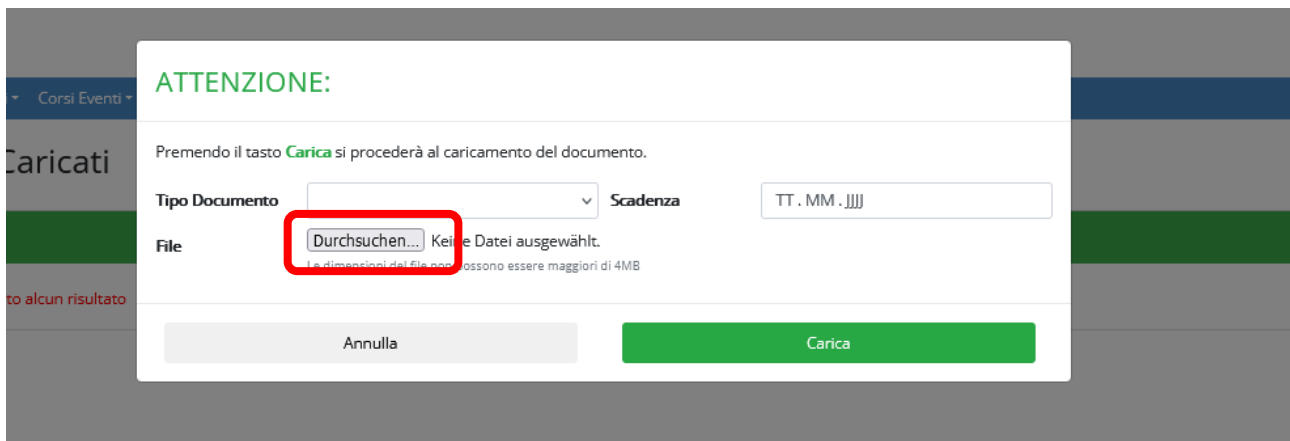 ATTENZIONE:
Corsi Eventi
Caricati
Premendo il tasto Carica si procederà al caricamento del documento.
Tipo Documento Scadenza TT . MM . JJJJ
File Durchsuchen... Keine Datei ausgewählt.
Le dimensioni del file non possono essere maggiori di 4MB
alcun risultato
Annulla Carica